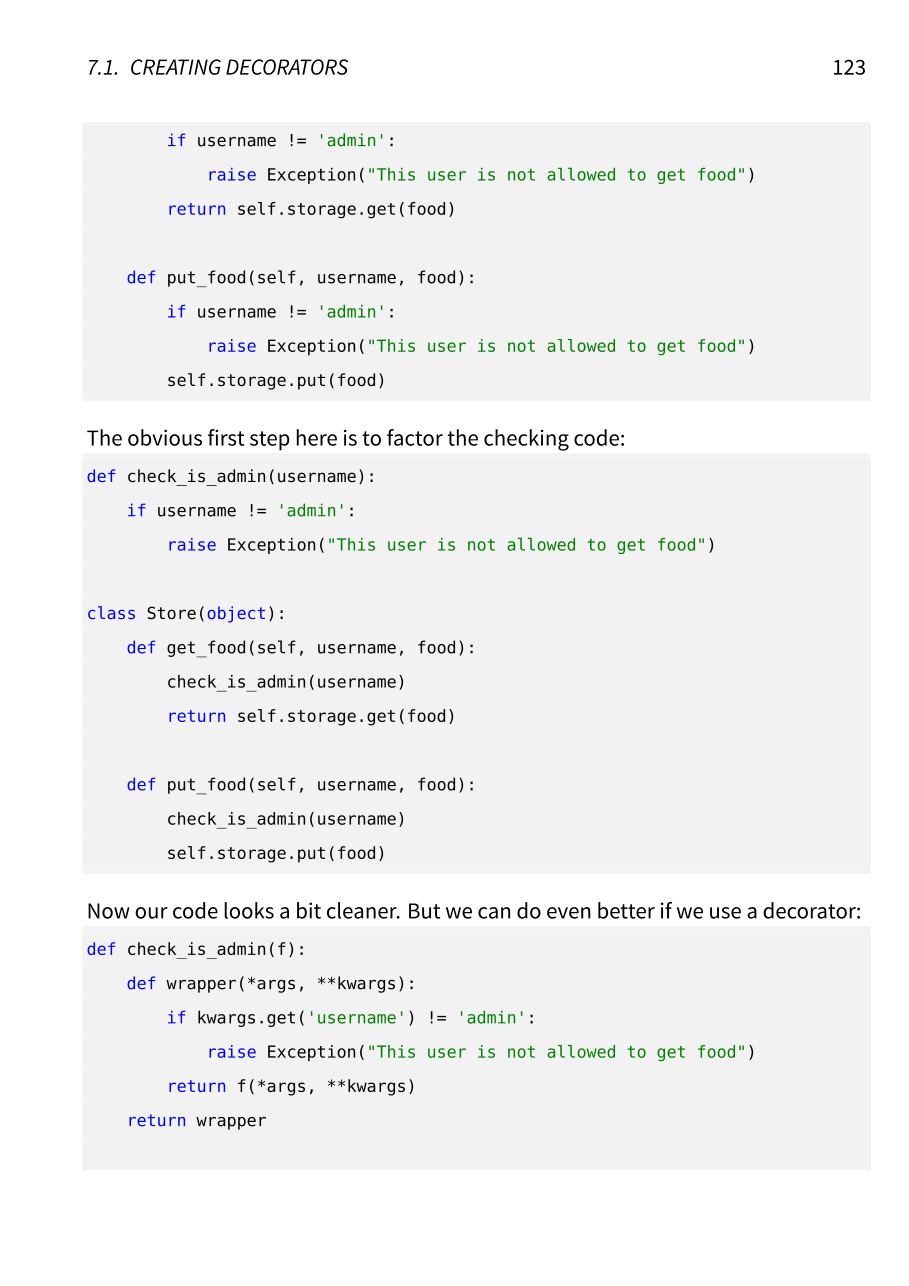 7.1. CREATING DECORATORS 123
        if username != 'admin':
            raise Exception("This user is not allowed to get food")
        return self.storage.get(food)

    def put_food(self, username, food):
        if username != 'admin':
            raise Exception("This user is not allowed to get food")
        self.storage.put(food)
The obvious first step here is to factor the checking code:
def check_is_admin(username):
    if username != 'admin':
        raise Exception("This user is not allowed to get food")

class Store(object):
    def get_food(self, username, food):
        check_is_admin(username)
        return self.storage.get(food)

    def put_food(self, username, food):
        check_is_admin(username)
        self.storage.put(food)
Now our code looks a bit cleaner. But we can do even better if we use a decorator:
def check_is_admin(f):
    def wrapper(*args, **kwargs):
        if kwargs.get('username') != 'admin':
            raise Exception("This user is not allowed to get food")
        return f(*args, **kwargs)
    return wrapper